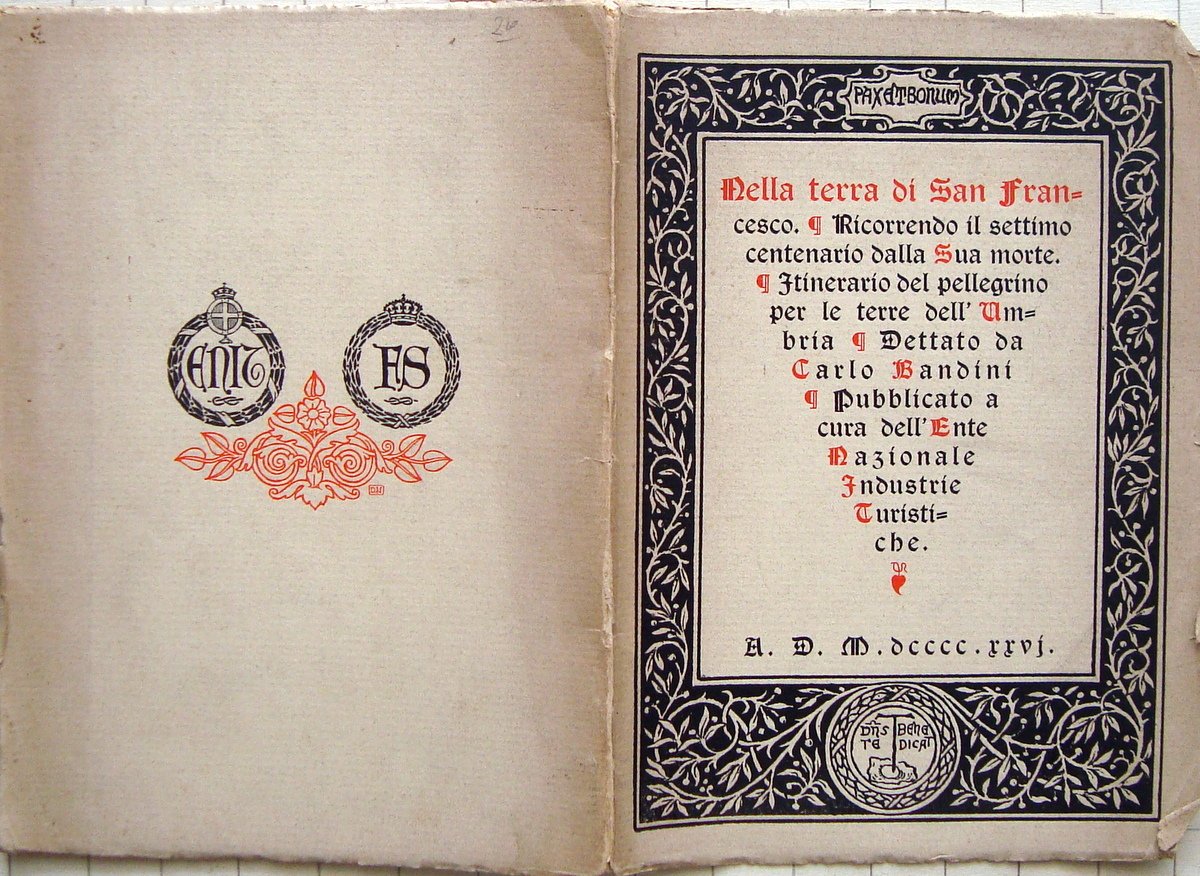 26
ENIT
FS
PAX ET BONUM
Nella terra di San Fran=
cesco. ¶ Ricorrendo il settimo
centenario dalla Sua morte.
¶ Itinerario del pellegrino
per le terre dell' Um=
bria ¶ Dettato da
Carlo Bandini
¶ Pubblicato a
cura dell' Ente
Nazionale
Industrie
Turisti=
che.
A. D. M. dcccc. xxvj.
DNS BENE
TE DICAT